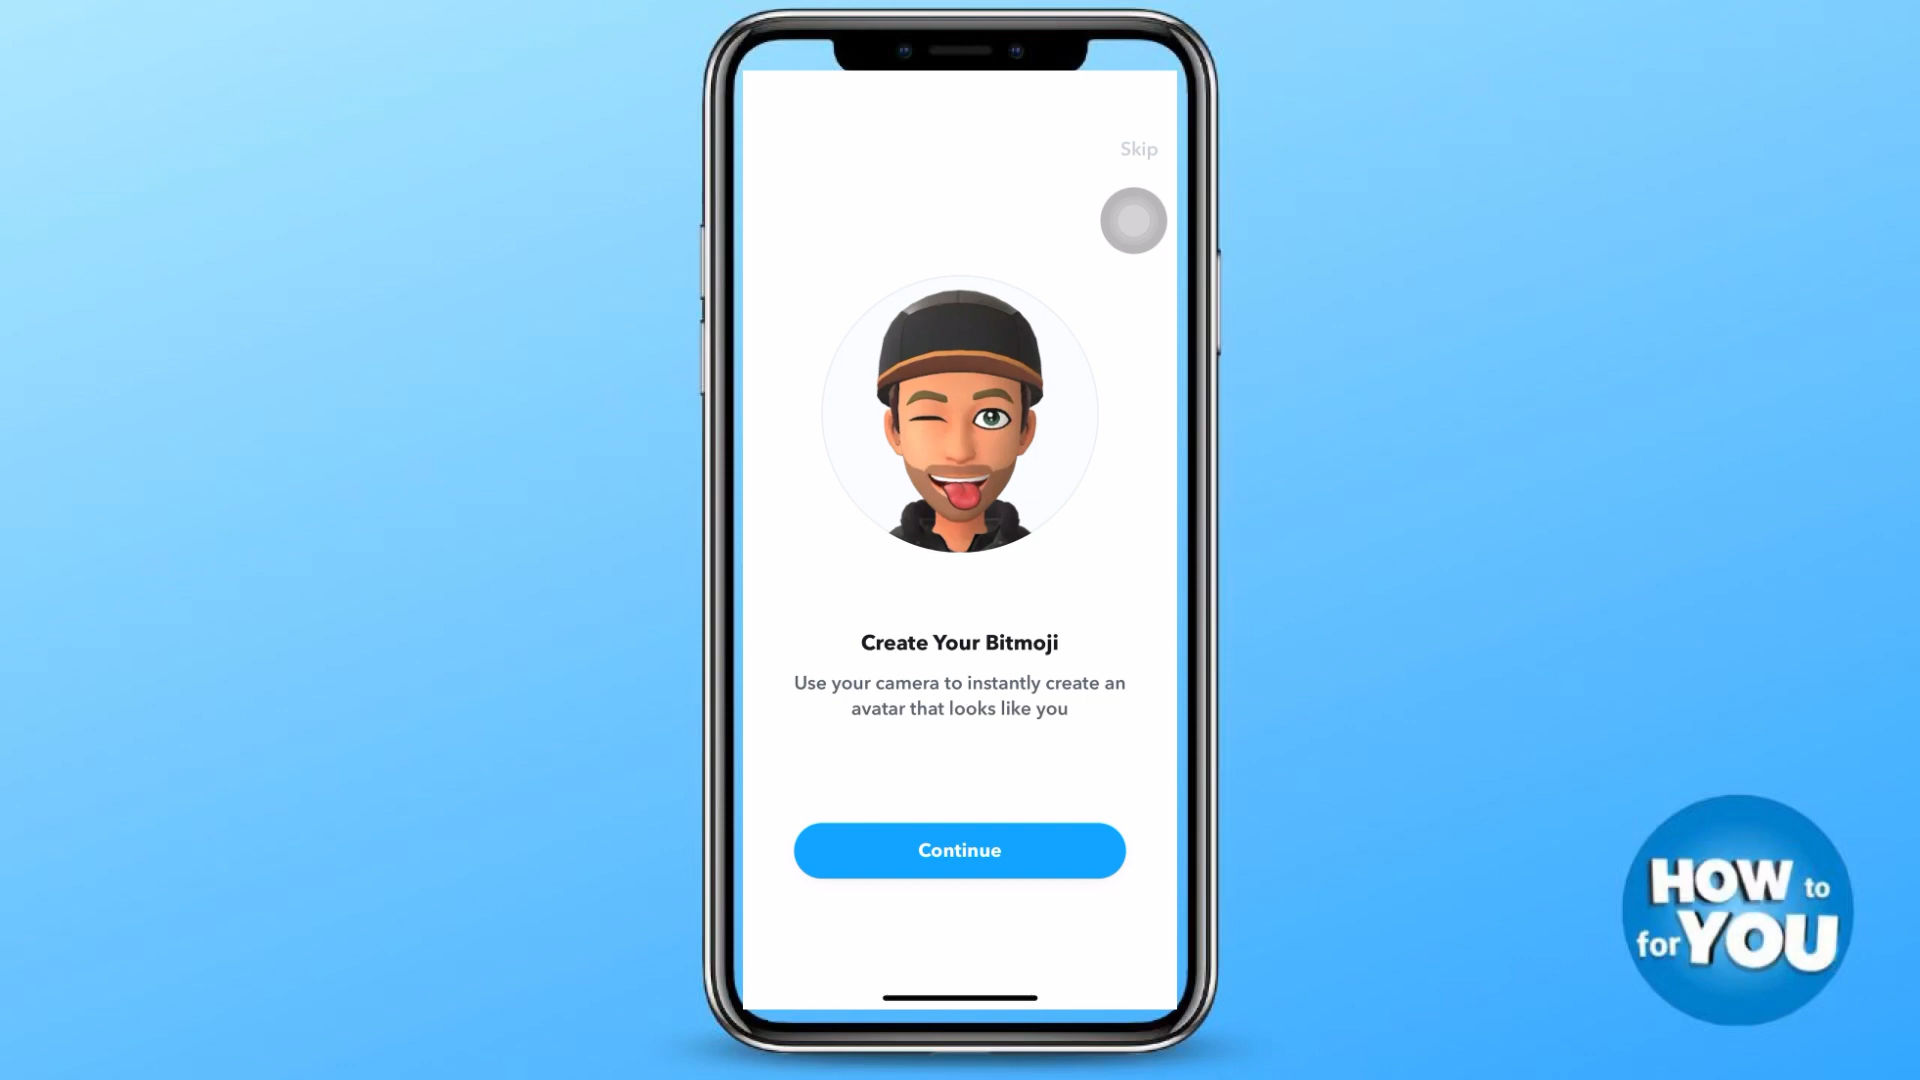 Skip
Create Your Bitmoji
Use your camera to instantly create an
avatar that looks like you
Continue
HOW to
for YOU